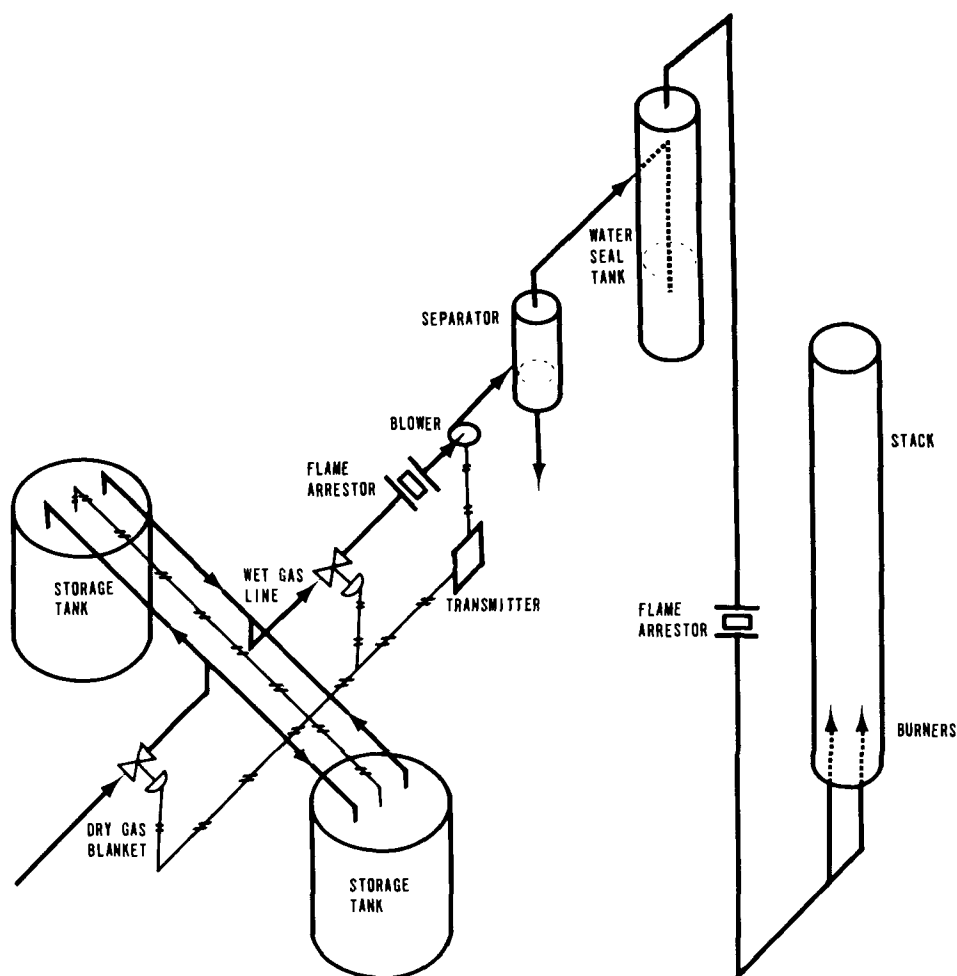 WATER
SEAL
TANK
SEPARATOR
BLOWER
STACK
FLAME
ARRESTOR
WET GAS
LINE
STORAGE
TANK
TRANSMITTER
FLAME
ARRESTOR
BURNERS
DRY GAS
BLANKET
STORAGE
TANK